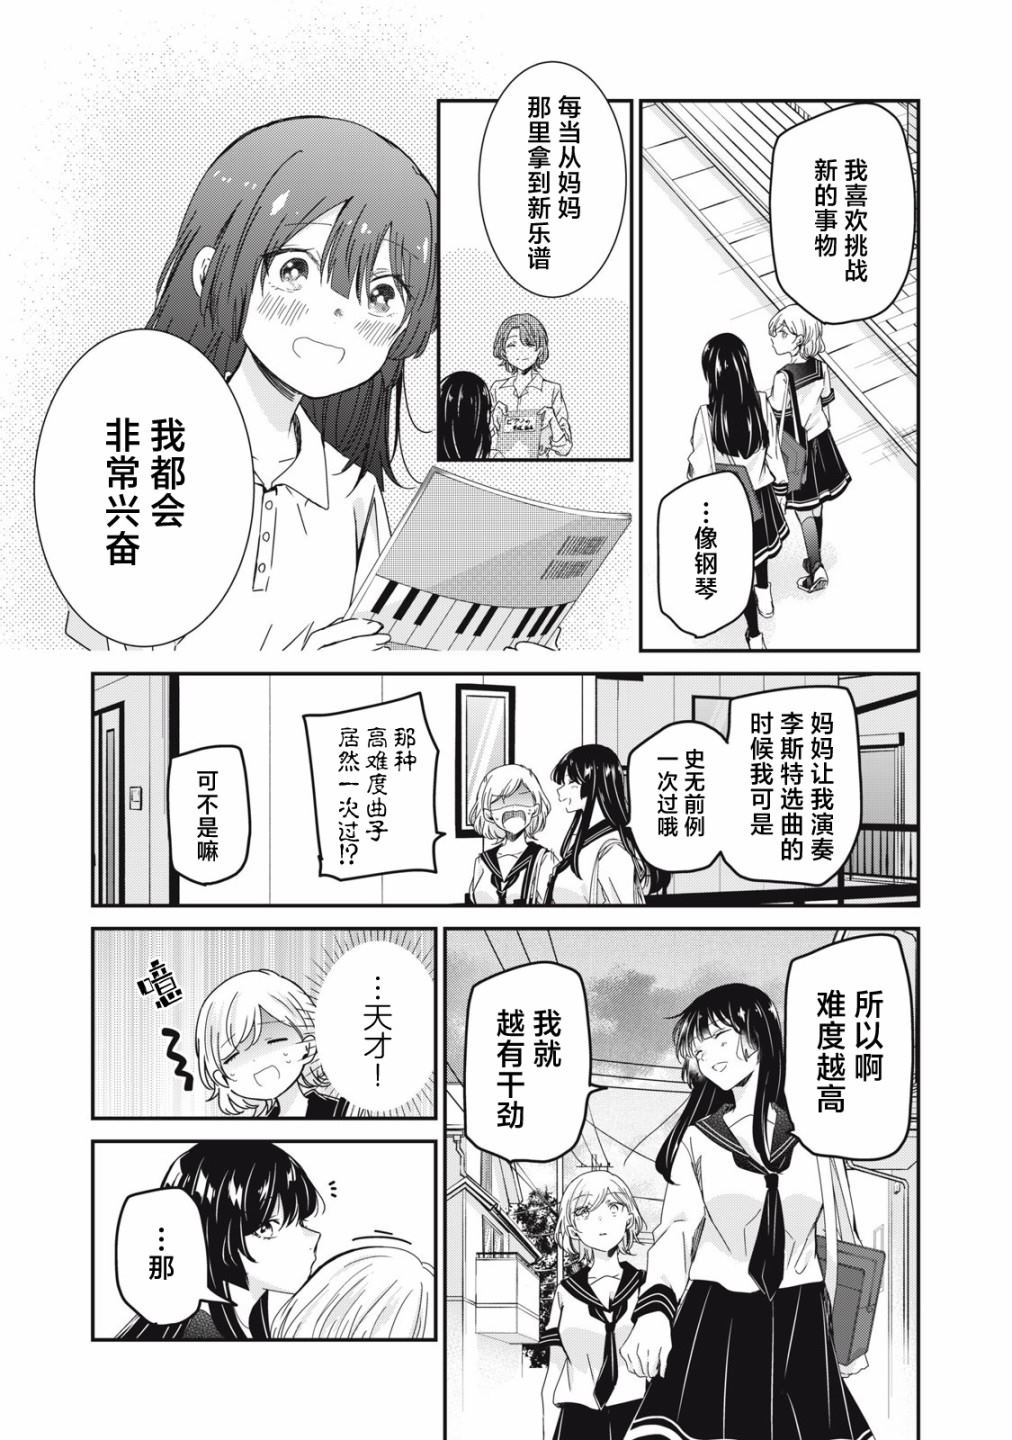 我喜欢挑战
新的事物
…像钢琴
每当从妈妈
那里拿到新乐谱
我都会
非常兴奋
妈妈让我演奏
李斯特选曲的
时候我可是
史无前例
一次过哦
那种
高难度曲子
居然一次过!?
可不是嘛
所以啊
难度越高
我就
越有干劲
…天才！
噫
…那